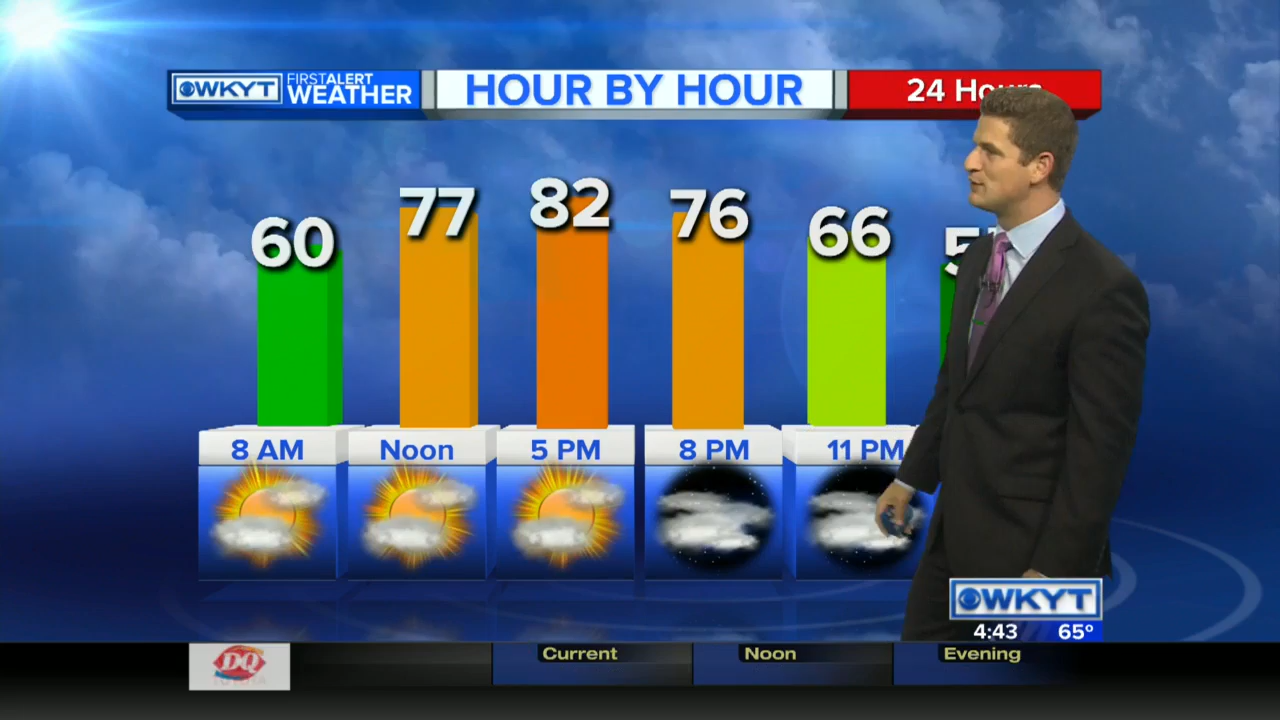 WKYT FIRST ALERT WEATHER
HOUR BY HOUR
24 Hours
60 77 82 76 66
8 AM Noon 5 PM 8 PM 11 PM
WKYT
4:43 65°
DQ
Current Noon Evening